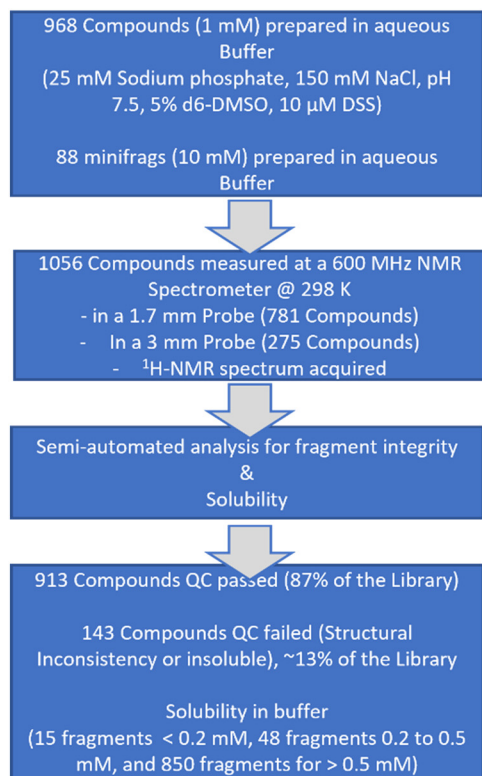 968 Compounds (1 mM) prepared in aqueous
Buffer
(25 mM Sodium phosphate, 150 mM NaCl, pH
7.5, 5% d6-DMSO, 10 µM DSS)
88 minifrags (10 mM) prepared in aqueous
Buffer
1056 Compounds measured at a 600 MHz NMR
Spectrometer @ 298 K
- in a 1.7 mm Probe (781 Compounds)
- In a 3 mm Probe (275 Compounds)
- ¹H-NMR spectrum acquired
Semi-automated analysis for fragment integrity
&
Solubility
913 Compounds QC passed (87% of the Library)
143 Compounds QC failed (Structural
Inconsistency or insoluble), ~13% of the Library
Solubility in buffer
(15 fragments < 0.2 mM, 48 fragments 0.2 to 0.5
mM, and 850 fragments for > 0.5 mM)